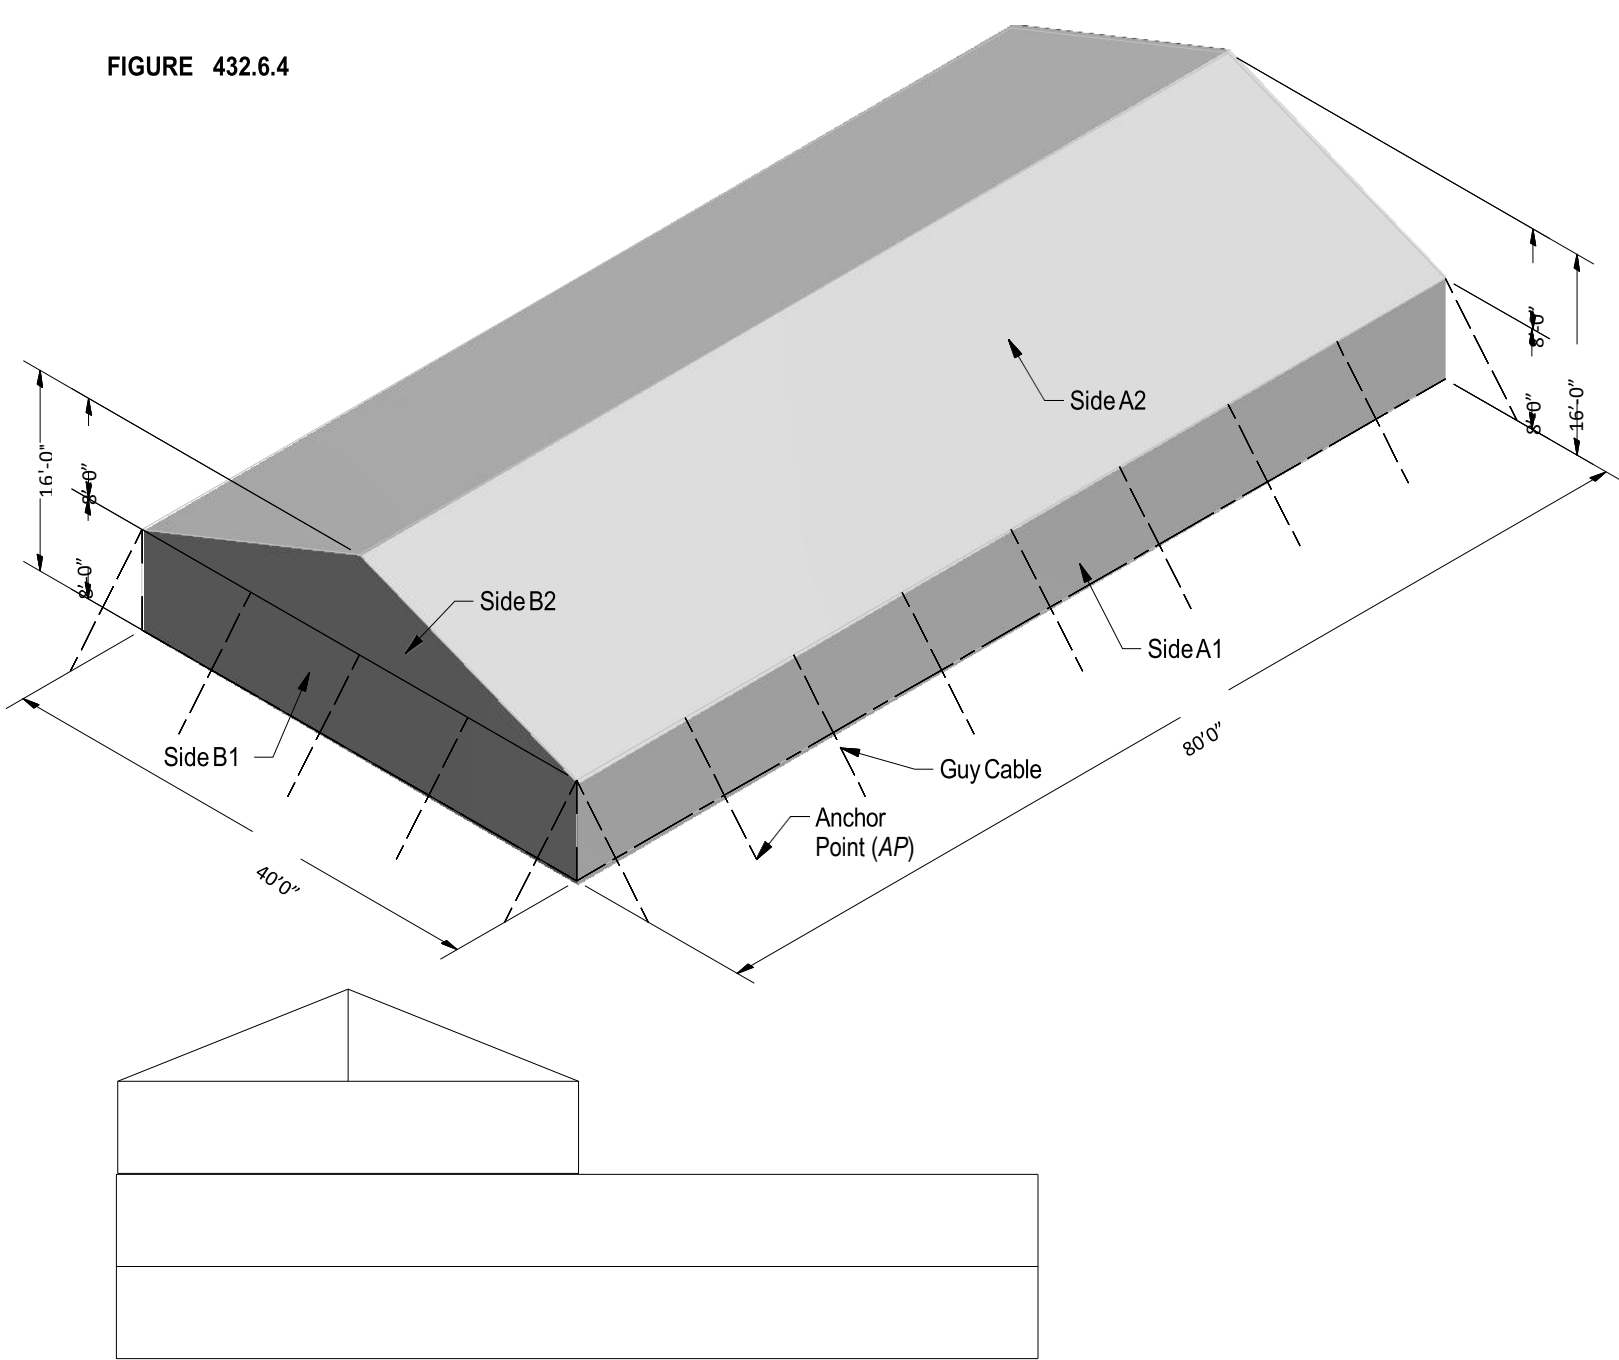 FIGURE 432.6.4
Side A2
16'-0"
8'-0"
8'-0"
8'-0"
8'-0"
16'-0"
Side B2
Side A1
Side B1
Guy Cable
80'0"
Anchor
Point (AP)
40'0"